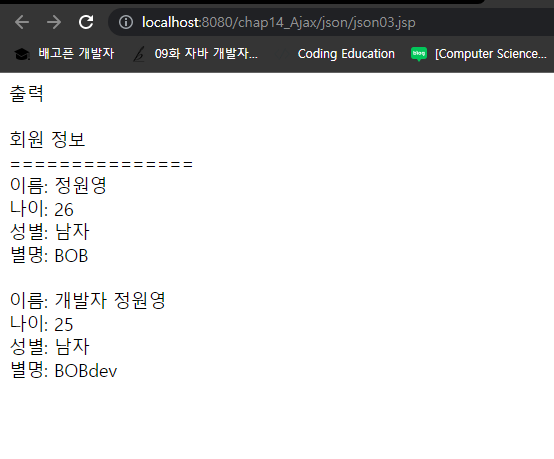 localhost:8080/chap14_Ajax/json/json03.jsp
배고픈 개발자 09화 자바 개발자... Coding Education blog [Computer Science...
출력
회원 정보
===============
이름: 정원영
나이: 26
성별: 남자
별명: BOB
이름: 개발자 정원영
나이: 25
성별: 남자
별명: BOBdev